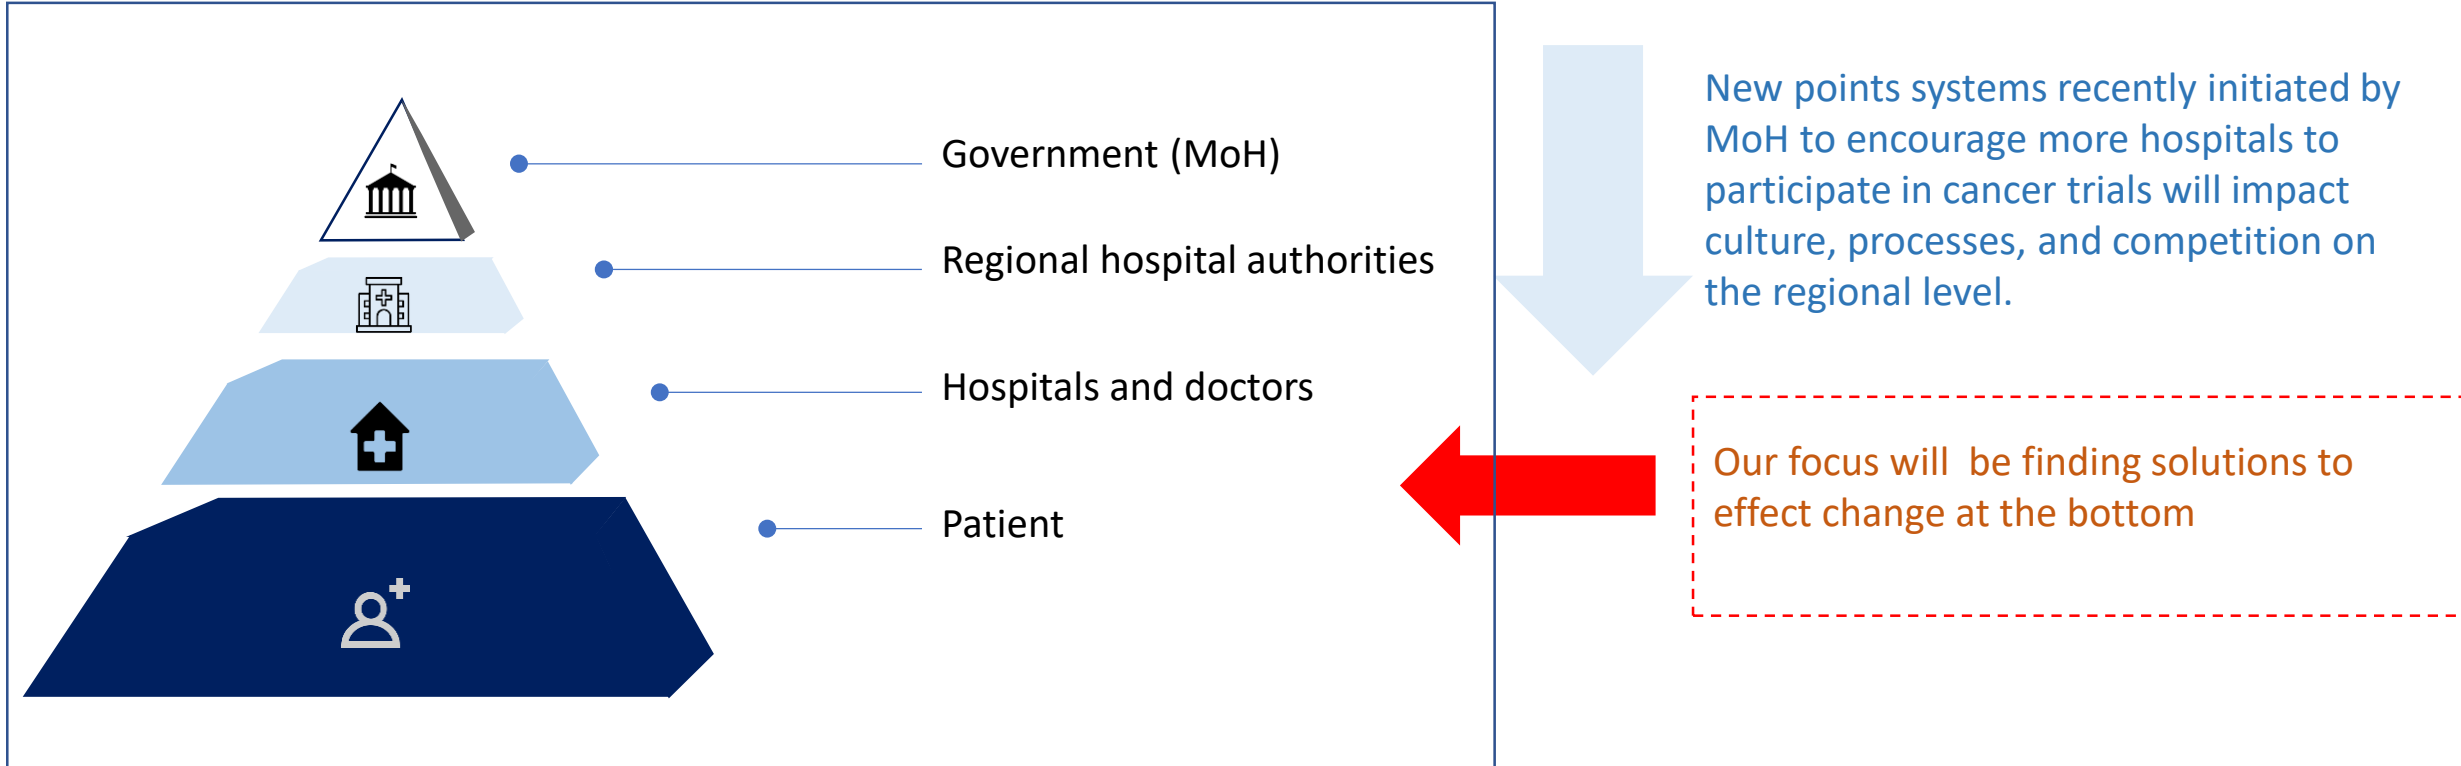 Government (MoH)
Regional hospital authorities
Hospitals and doctors
Patient
New points systems recently initiated by
MoH to encourage more hospitals to
participate in cancer trials will impact
culture, processes, and competition on
the regional level.
Our focus will  be finding solutions to
effect change at the bottom